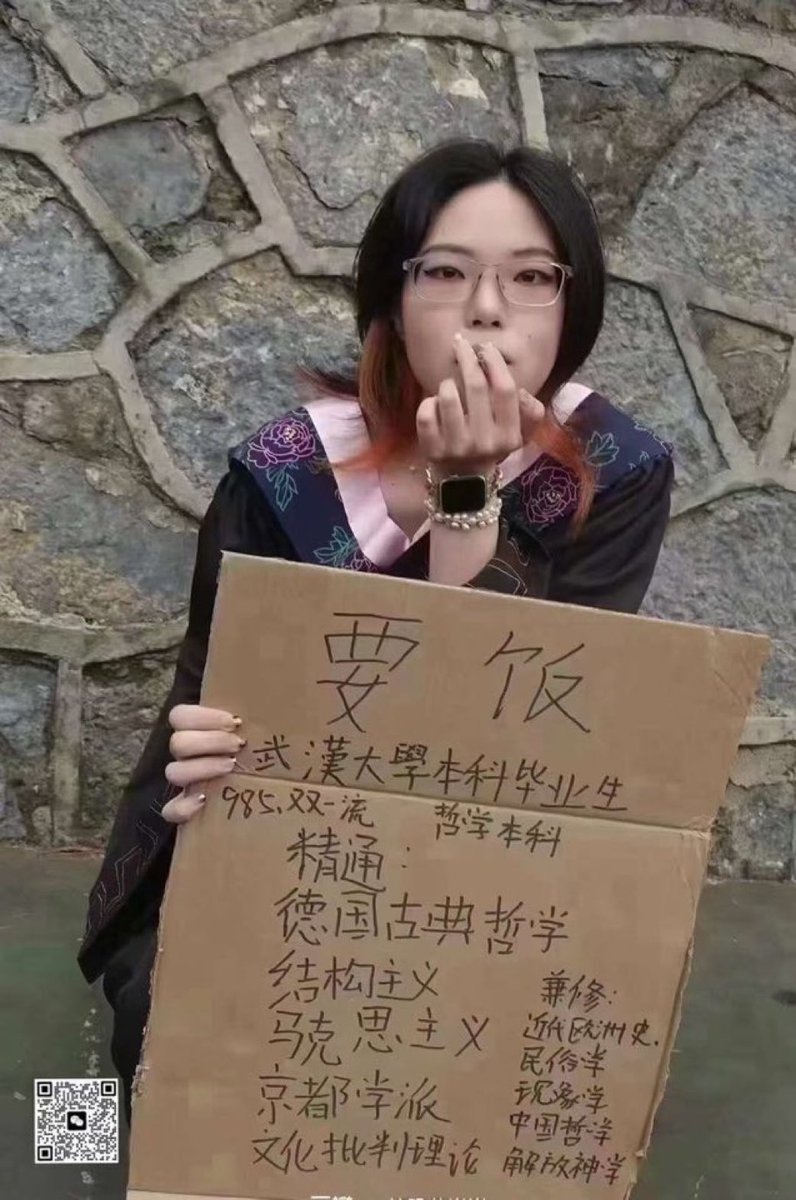 要饭
武漢大學本科毕业生
985.双一流 哲学本科
精通：
德国古典哲学
结构主义
马克思主义
京都学派
文化批判理论
兼修：
近代欧洲史.
民俗学
现象学
中国哲学
解放神学